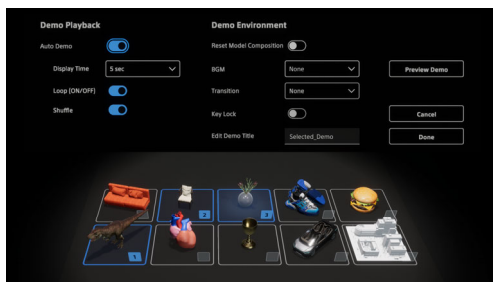 Demo Playback
Demo Environment
Auto Demo
Reset Model Composition
Display Time
5 sec
BGM
None
Preview Demo
Loop (ON/OFF)
Transition
None
Shuffle
Key Lock
Cancel
Edit Demo Title
Selected_Demo
Done
2
3
1